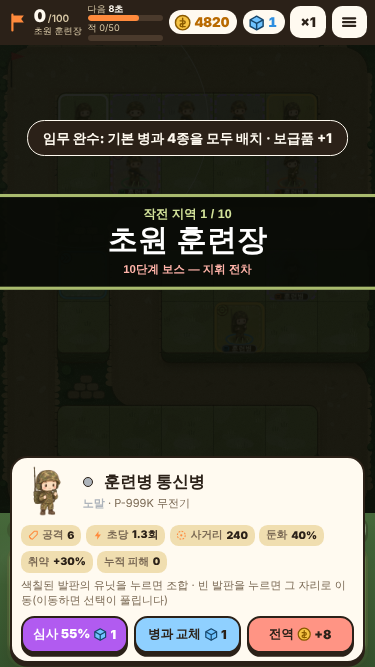 0/100
초원 훈련장
다음 8초
적 0/50
4820
1
×1
임무 완수: 기본 병과 4종을 모두 배치 · 보급품 +1
작전 지역 1 / 10
초원 훈련장
10단계 보스 — 지휘 전차
훈련병 통신병
노말 · P-999K 무전기
공격 6
초당 1.3회
사거리 240
둔화 40%
취약 +30%
누적 피해 0
색칠된 발판의 유닛을 누르면 조합 · 빈 발판을 누르면 그 자리로 이
동(이동하면 선택이 풀립니다)
심사 55% 1
병과 교체 1
전역 +8